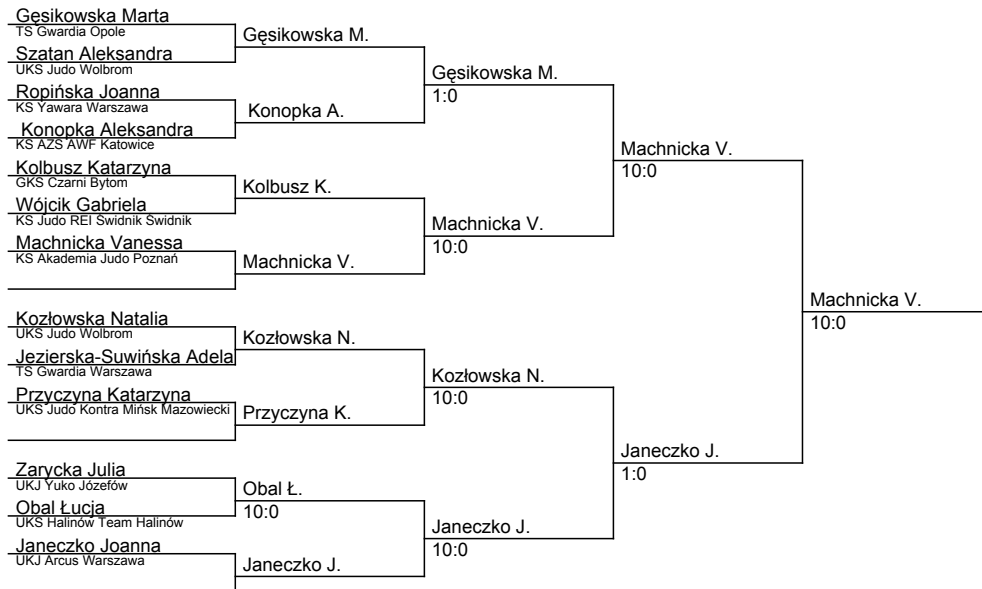 Gęsikowska Marta
TS Gwardia Opole
Gęsikowska M.
Szatan Aleksandra
UKS Judo Wolbrom
Gęsikowska M.
1:0
Ropińska Joanna
KS Yawara Warszawa
Konopka A.
Konopka Aleksandra
KS AZS AWF Katowice
Machnicka V.
10:0
Kolbusz Katarzyna
GKS Czarni Bytom
Kolbusz K.
Wójcik Gabriela
KS Judo REI Świdnik Świdnik
Machnicka V.
10:0
Machnicka Vanessa
KS Akademia Judo Poznań
Machnicka V.
Machnicka V.
10:0
Kozłowska Natalia
UKS Judo Wolbrom
Kozłowska N.
Jezierska-Suwińska Adela
TS Gwardia Warszawa
Kozłowska N.
10:0
Przyczyna Katarzyna
UKS Judo Kontra Mińsk Mazowiecki
Przyczyna K.
Janeczko J.
1:0
Zarycka Julia
UKJ Yuko Józefów
Obal Ł.
10:0
Obal Łucja
UKS Halinów Team Halinów
Janeczko J.
10:0
Janeczko Joanna
UKJ Arcus Warszawa
Janeczko J.